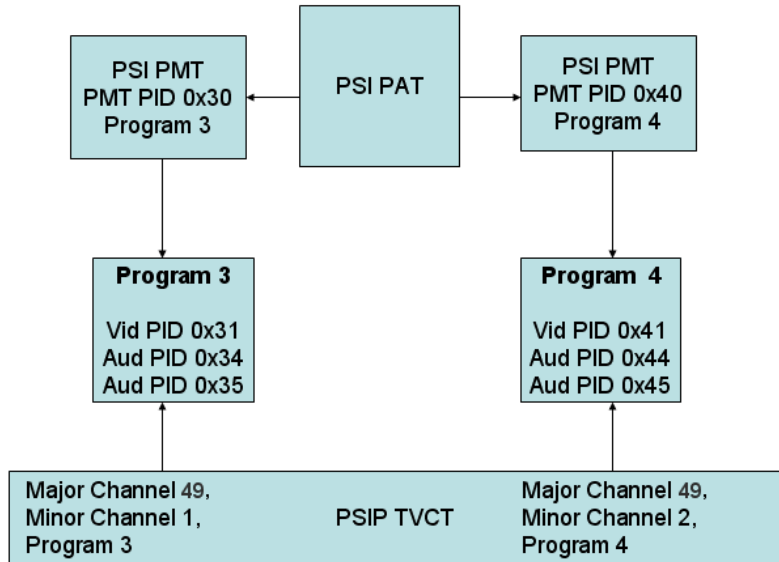 PSI PMT
PMT PID 0x30
Program 3
PSI PAT
PSI PMT
PMT PID 0x40
Program 4
Program 3
Vid PID 0x31
Aud PID 0x34
Aud PID 0x35
Program 4
Vid PID 0x41
Aud PID 0x44
Aud PID 0x45
Major Channel 49,
Minor Channel 1,
Program 3
PSIP TVCT
Major Channel 49,
Minor Channel 2,
Program 4